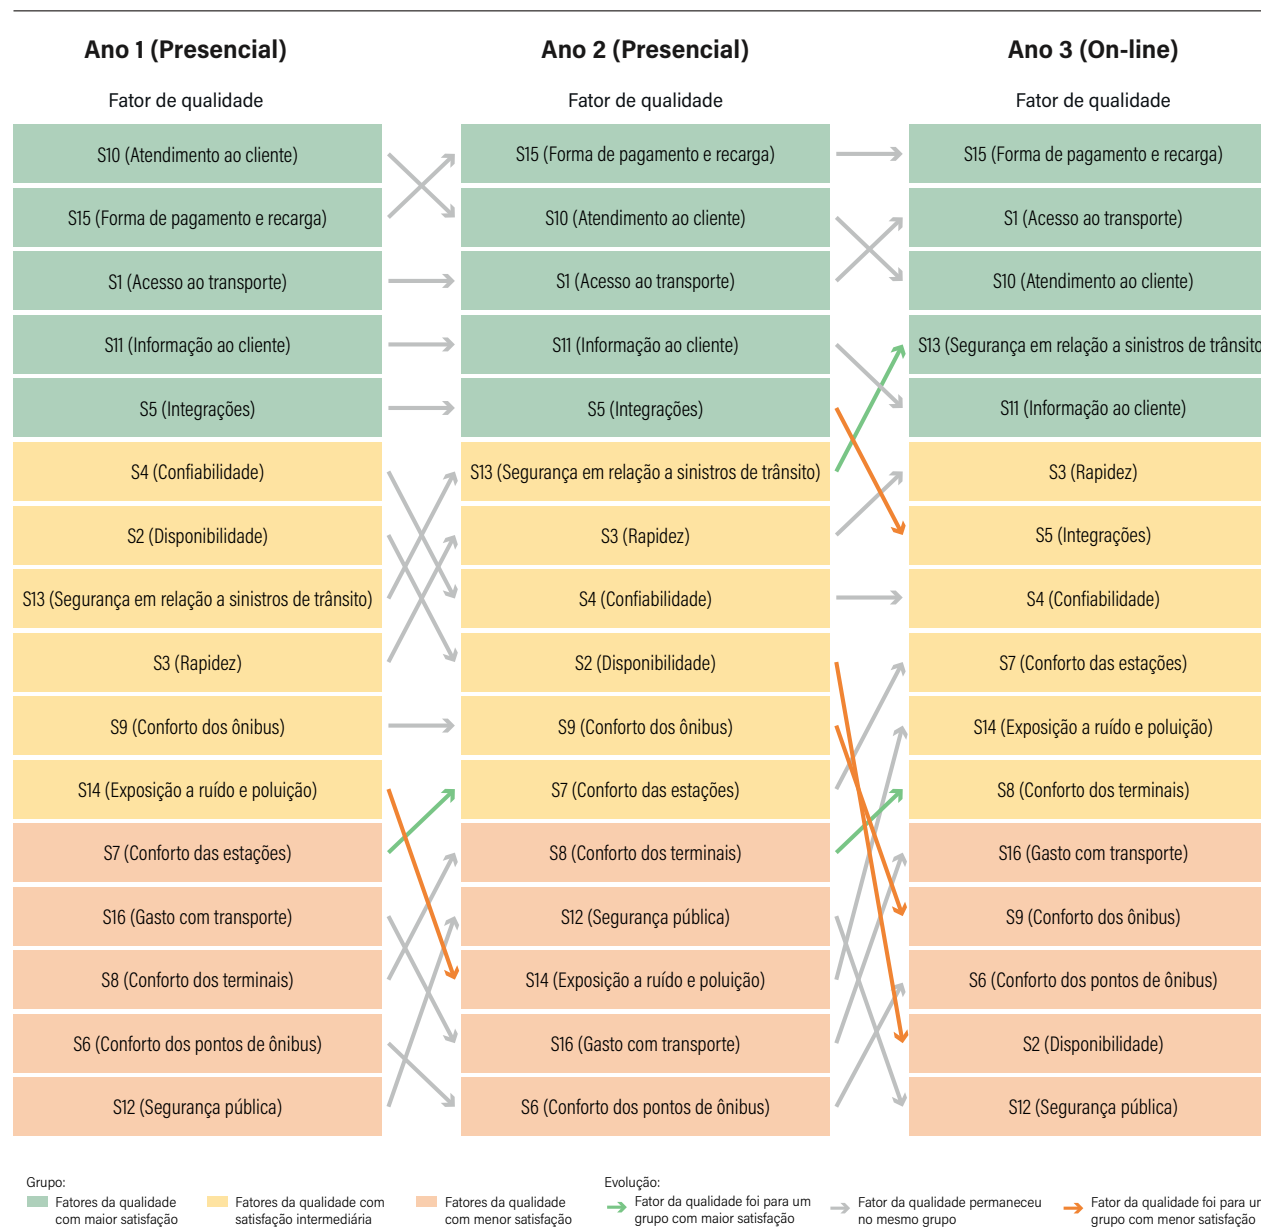 Ano 1 (Presencial)
Ano 2 (Presencial)
Ano 3 (On-line)
Fator de qualidade
Fator de qualidade
Fator de qualidade
S10 (Atendimento ao cliente)
S15 (Forma de pagamento e recarga)
S15 (Forma de pagamento e recarga)
S15 (Forma de pagamento e recarga)
S10 (Atendimento ao cliente)
S1 (Acesso ao transporte)
S1 (Acesso ao transporte)
S1 (Acesso ao transporte)
S10 (Atendimento ao cliente)
S11 (Informação ao cliente)
S11 (Informação ao cliente)
S13 (Segurança em relação a sinistros de trânsito
S5 (Integrações)
S5 (Integrações)
S11 (Informação ao cliente)
S4 (Confiabilidade)
S13 (Segurança em relação a sinistros de trânsito)
S3 (Rapidez)
S2 (Disponibilidade)
S3 (Rapidez)
S5 (Integrações)
S13 (Segurança em relação a sinistros de trânsito)
S4 (Confiabilidade)
S4 (Confiabilidade)
S3 (Rapidez)
S2 (Disponibilidade)
S7 (Conforto das estações)
S9 (Conforto dos ônibus)
S9 (Conforto dos ônibus)
S14 (Exposição a ruído e poluição)
S14 (Exposição a ruído e poluição)
S7 (Conforto das estações)
S8 (Conforto dos terminais)
S7 (Conforto das estações)
S8 (Conforto dos terminais)
S16 (Gasto com transporte)
S16 (Gasto com transporte)
S12 (Segurança pública)
S9 (Conforto dos ônibus)
S8 (Conforto dos terminais)
S14 (Exposição a ruído e poluição)
S6 (Conforto dos pontos de ônibus)
S6 (Conforto dos pontos de ônibus)
S16 (Gasto com transporte)
S2 (Disponibilidade)
S12 (Segurança pública)
S6 (Conforto dos pontos de ônibus)
S12 (Segurança pública)
Grupo:
Fatores da qualidade
com maior satisfação
Fatores da qualidade com
satisfação intermediária
Fatores da qualidade
com menor satisfação
Evolução:
Fator da qualidade foi para um
grupo com maior satisfação
Fator da qualidade permaneceu
no mesmo grupo
Fator da qualidade foi para
grupo com menor satisfação